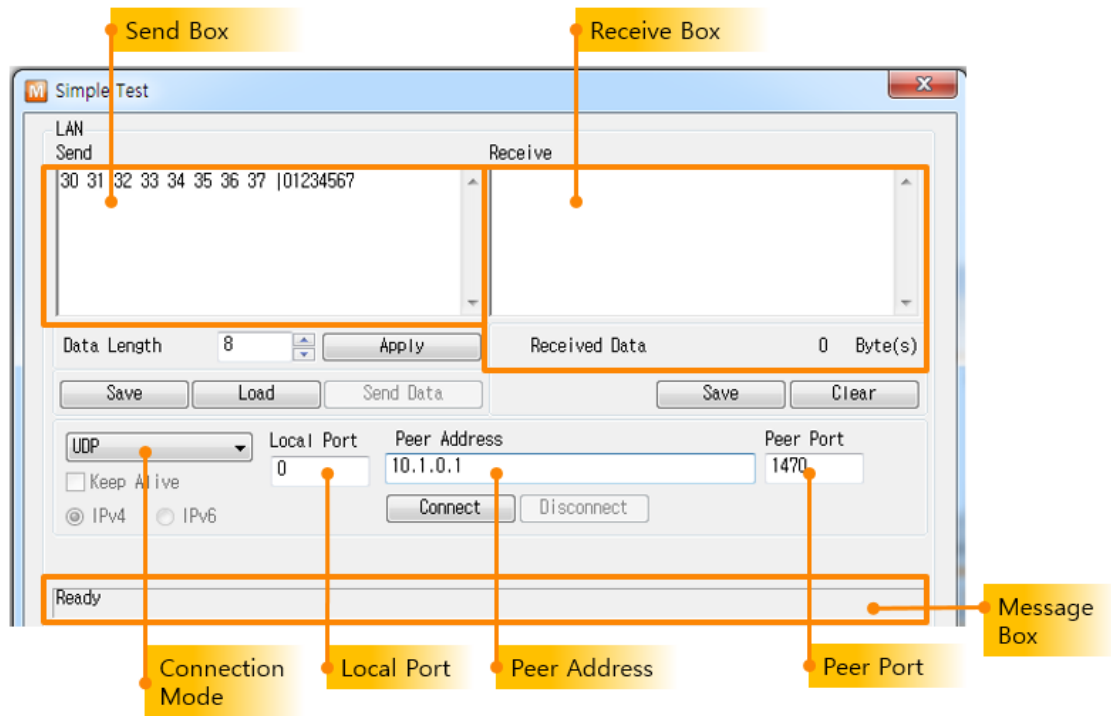 Send Box
Receive Box
M Simple Test
LAN
Send
Receive
30 31 32 33 34 35 36 37 |01234567
Data Length 8 Apply
Received Data 0 Byte(s)
Save Load Send Data
Save Clear
UDP
Local Port
Peer Address
Peer Port
0
10.1.0.1
1470
Keep Alive
IPv4 IPv6
Connect Disconnect
Ready
Message
Box
Connection
Mode
Local Port
Peer Address
Peer Port